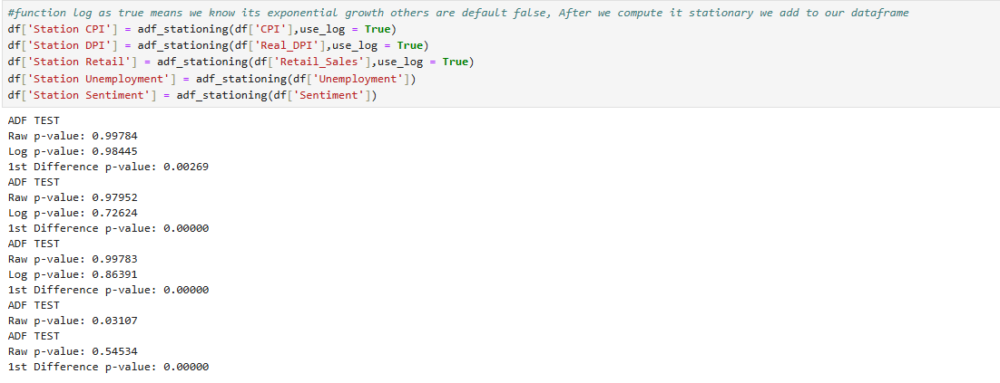 #function log as true means we know its exponential growth others are default false, After we compute it stationary we add to our dataframe
df['Station CPI'] = adf_stationing(df['CPI'],use_log = True)
df['Station DPI'] = adf_stationing(df['Real_DPI'],use_log = True)
df['Station Retail'] = adf_stationing(df['Retail_Sales'],use_log = True)
df['Station Unemployment'] = adf_stationing(df['Unemployment'])
df['Station Sentiment'] = adf_stationing(df['Sentiment'])
ADF TEST
Raw p-value: 0.99784
Log p-value: 0.98445
1st Difference p-value: 0.00269
ADF TEST
Raw p-value: 0.97952
Log p-value: 0.72624
1st Difference p-value: 0.00000
ADF TEST
Raw p-value: 0.99783
Log p-value: 0.86391
1st Difference p-value: 0.00000
ADF TEST
Raw p-value: 0.03107
ADF TEST
Raw p-value: 0.54534
1st Difference p-value: 0.00000